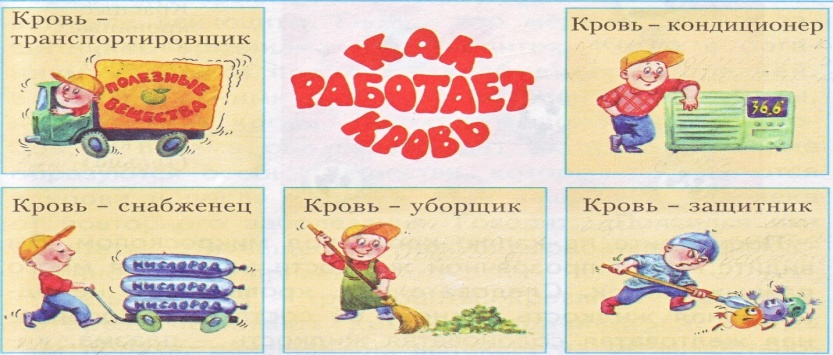 Кровь –
транспортировщик
ПОЛЕЗНЫЕ
ВЕЩЕСТВА
КАК
РАБОТАЕТ
КРОВЬ
Кровь – кондиционер
36,6°
Кровь – снабженец
КИСЛОРОД
КИСЛОРОД
КИСЛОРОД
Кровь – уборщик
Кровь – защитник